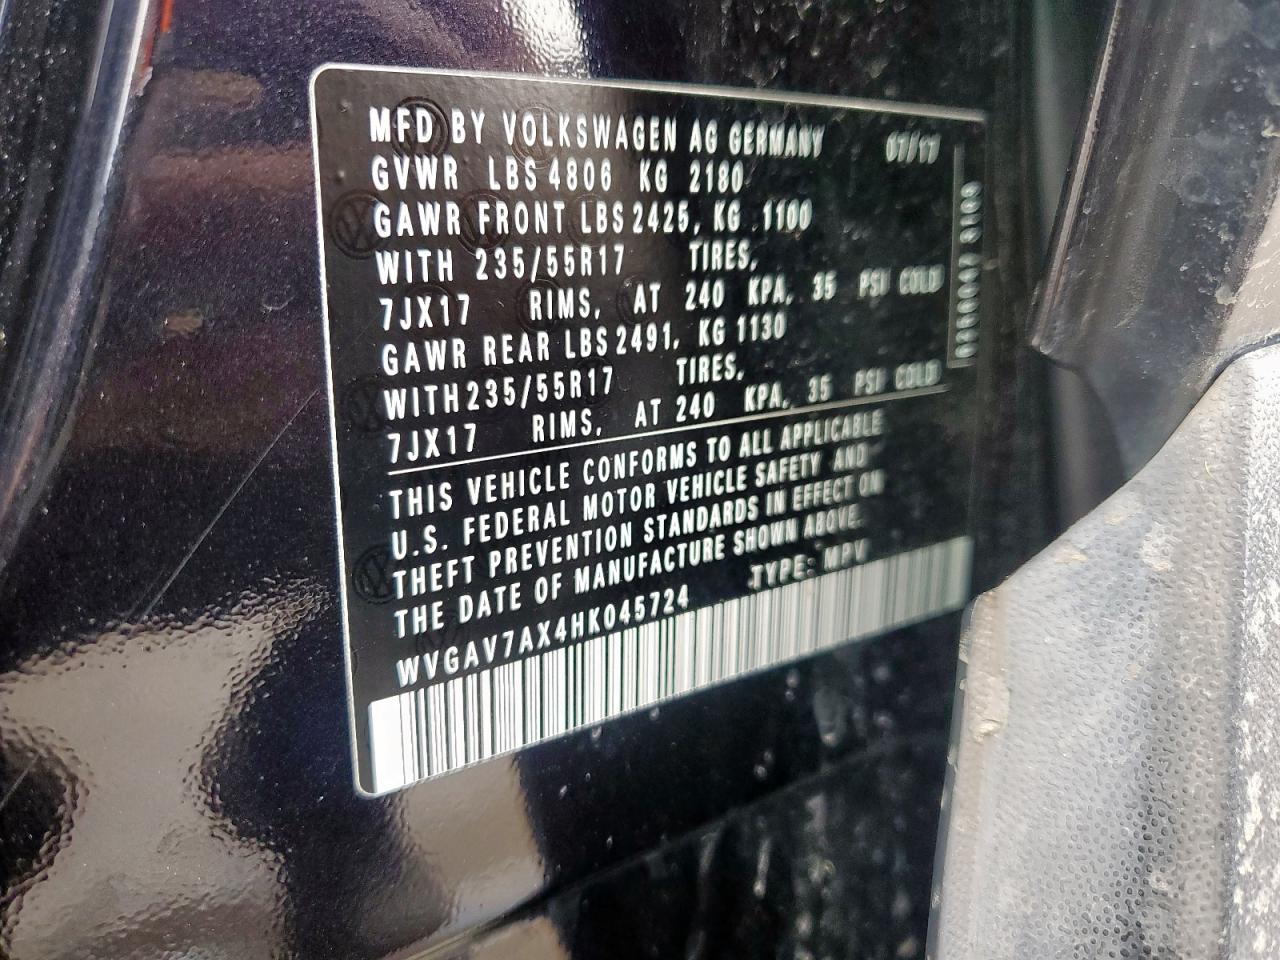 MFD BY VOLKSWAGEN AG GERMANY 07/17
GVWR LBS 4806 KG 2180
GAWR FRONT LBS 2425, KG 1100
WITH 235/55R17 TIRES,
7JX17 RIMS, AT 240 KPA, 35 PSI COLD
GAWR REAR LBS 2491, KG 1130
WITH 235/55R17 TIRES,
7JX17 RIMS, AT 240 KPA, 35 PSI COLD
THIS VEHICLE CONFORMS TO ALL APPLICABLE
U.S. FEDERAL MOTOR VEHICLE SAFETY AND
THEFT PREVENTION STANDARDS IN EFFECT ON
THE DATE OF MANUFACTURE SHOWN ABOVE.
WVGAV7AX4HK045724 TYPE: MPV